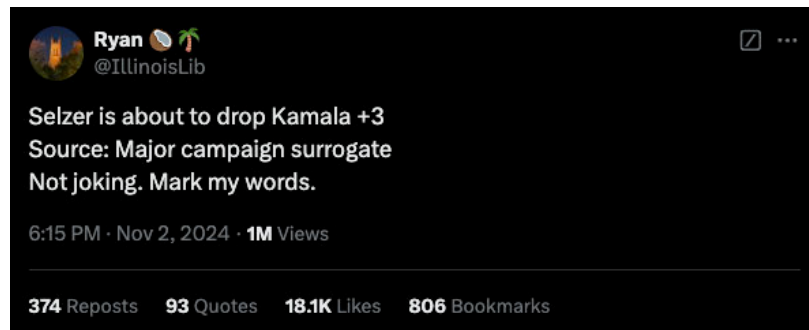 Ryan 🥥🌴
@IllinoisLib
Selzer is about to drop Kamala +3
Source: Major campaign surrogate
Not joking. Mark my words.
6:15 PM · Nov 2, 2024 · 1M Views
374 Reposts 93 Quotes 18.1K Likes 806 Bookmarks